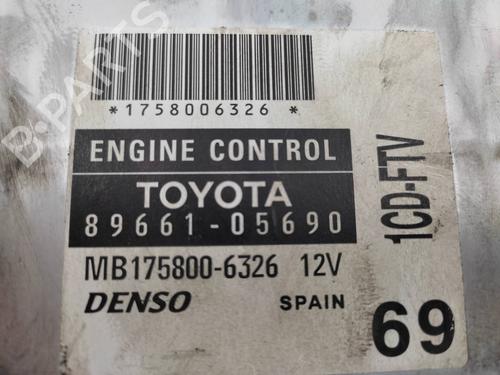 *1758006326*
ENGINE CONTROL
TOYOTA
89661-05690
MB175800-6326 12V
DENSO SPAIN
1CD-FTV
69
B-PARTS